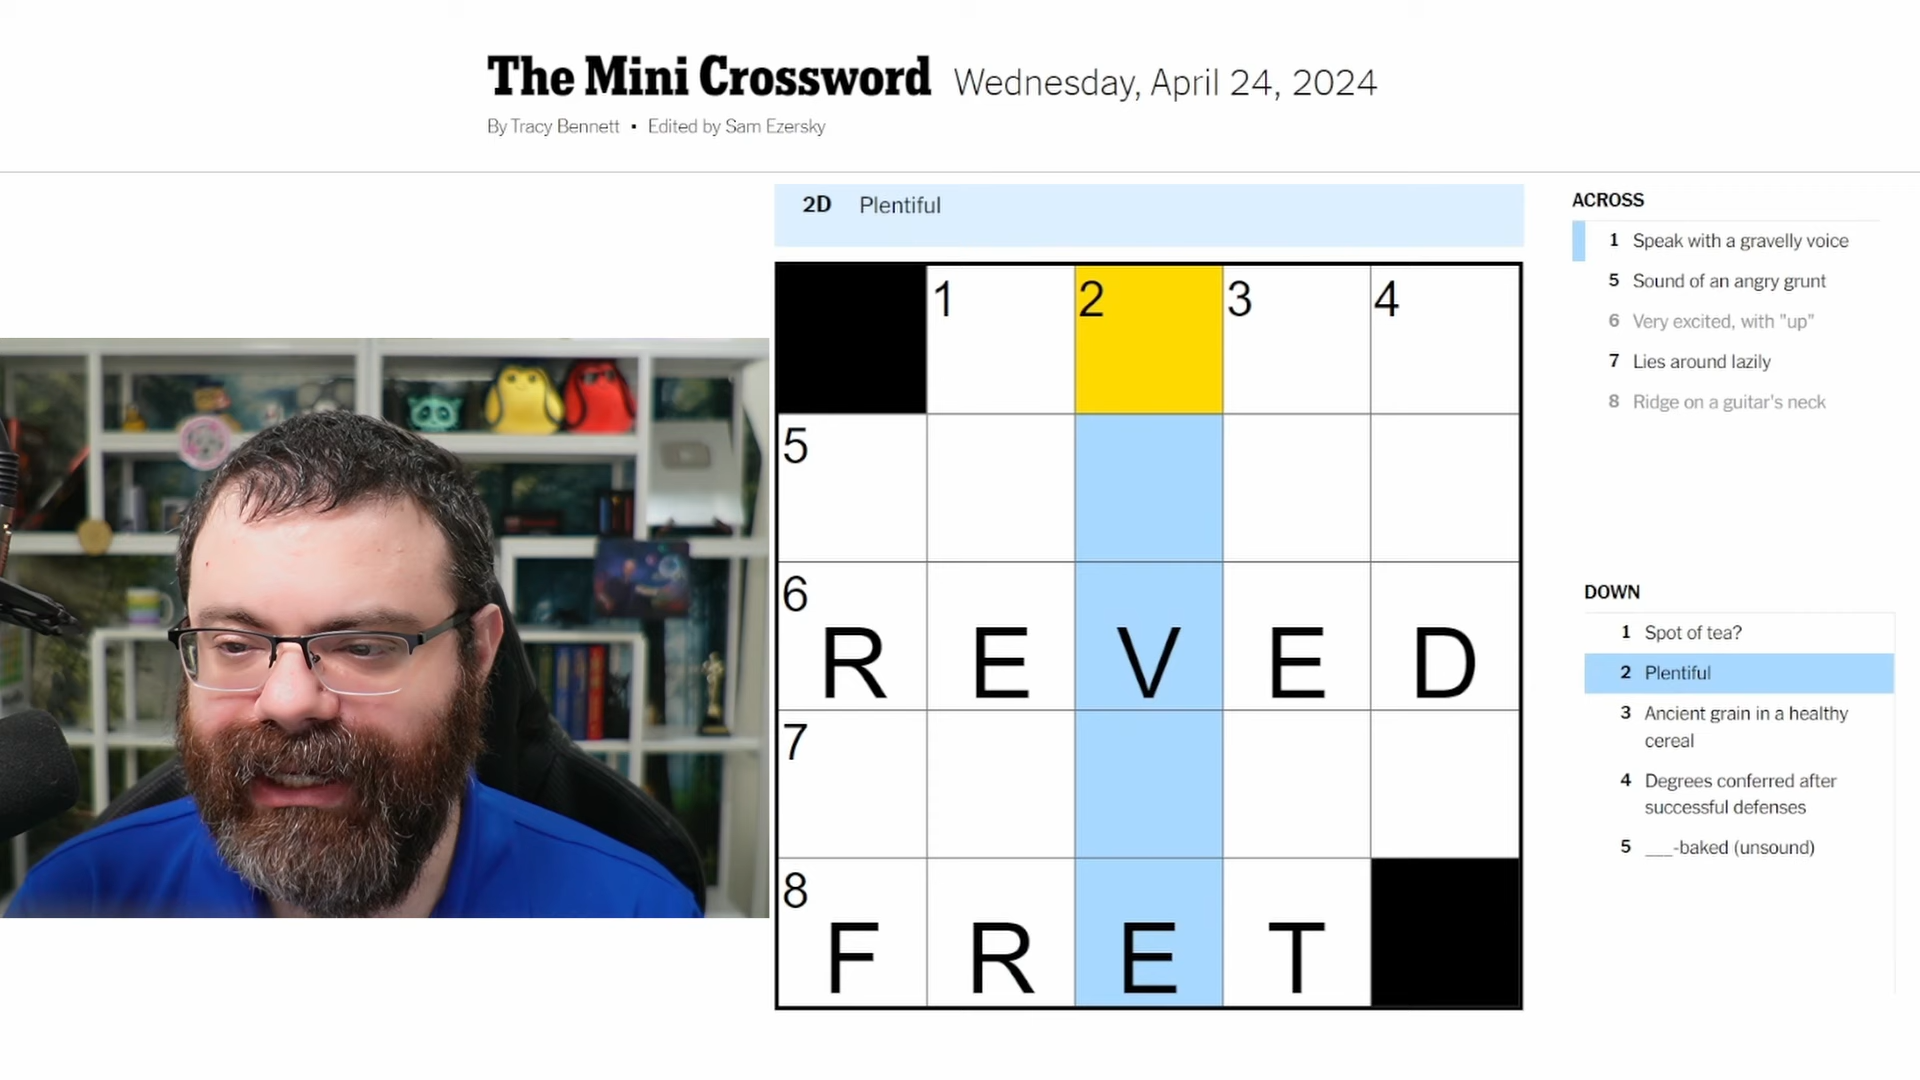 The Mini Crossword Wednesday, April 24, 2024
By Tracy Bennett • Edited by Sam Ezersky
2D Plentiful
1 2 3 4
5
6
R E V E D
7
8
F R E T
ACROSS
1 Speak with a gravelly voice
5 Sound of an angry grunt
6 Very excited, with "up"
7 Lies around lazily
8 Ridge on a guitar's neck
DOWN
1 Spot of tea?
2 Plentiful
3 Ancient grain in a healthy
cereal
4 Degrees conferred after
successful defenses
5 ___-baked (unsound)